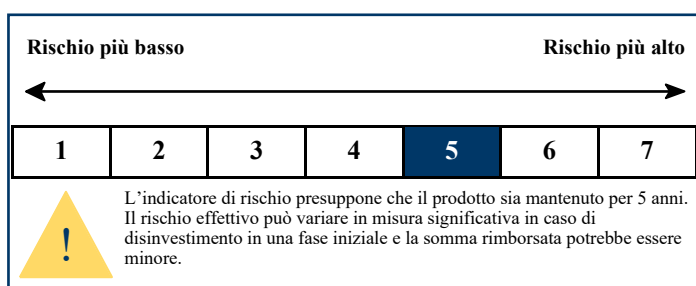 Rischio più basso Rischio più alto
1 2 3 4 5 6 7
L'indicatore di rischio presuppone che il prodotto sia mantenuto per 5 anni.
Il rischio effettivo può variare in misura significativa in caso di
disinvestimento in una fase iniziale e la somma rimborsata potrebbe essere
minore.
!